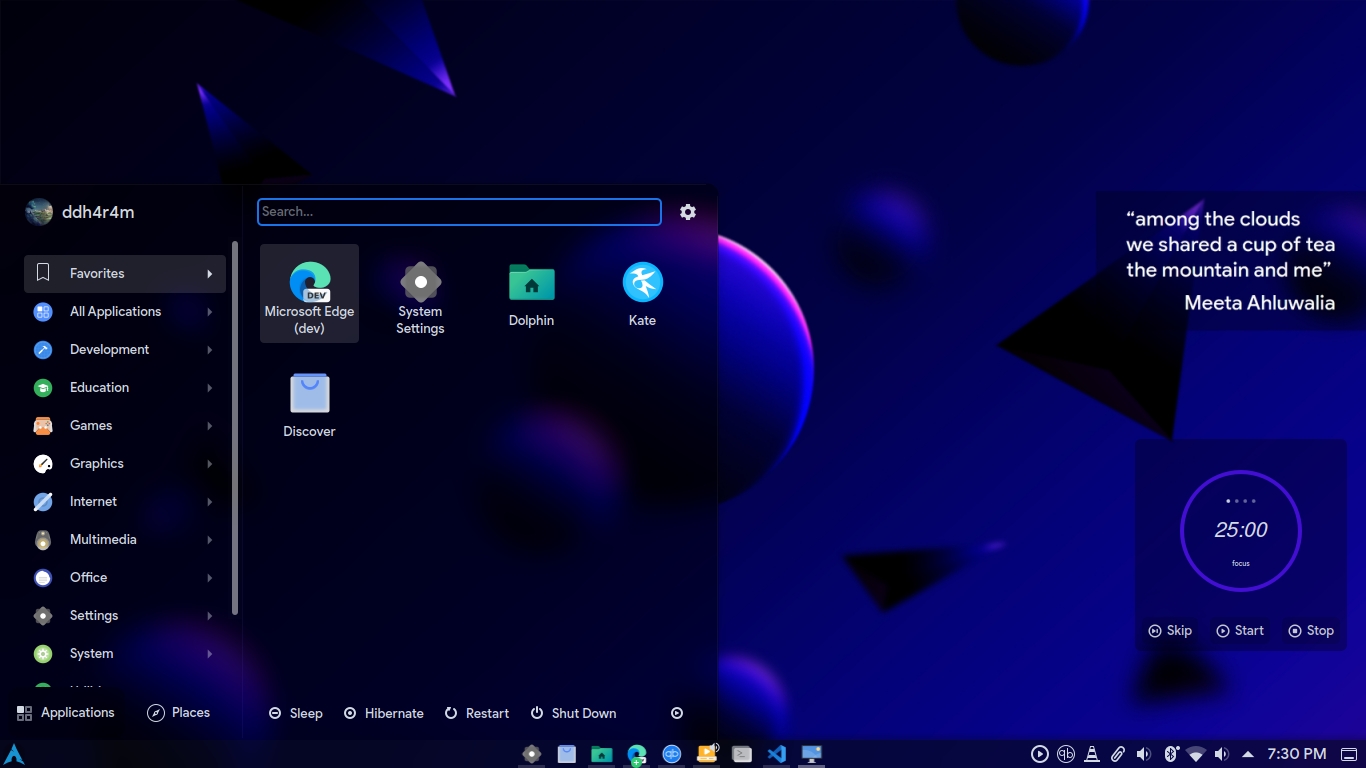 ddh4r4m
Search...
Favorites
All Applications
Development
Education
Games
Graphics
Internet
Multimedia
Office
Settings
System
Applications
Places
DEV
Microsoft Edge
(dev)
System
Settings
Dolphin
Kate
Discover
Sleep
Hibernate
Restart
Shut Down
“among the clouds
we shared a cup of tea
the mountain and me”
Meeta Ahluwalia
25:00
focus
Skip
Start
Stop
qb
7:30 PM